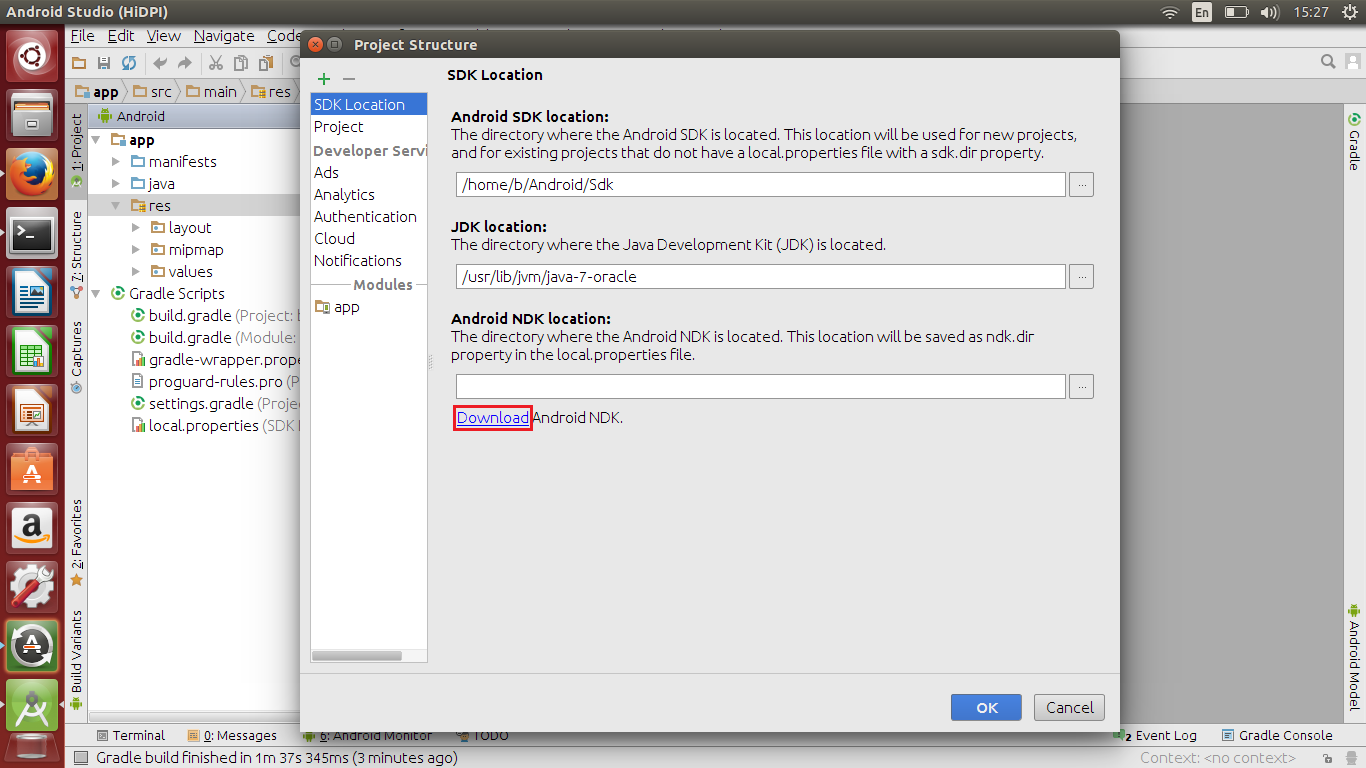 Android Studio (HiDPI)
En
15:27
File Edit View Navigate Code
app src main res
Project Structure
1: Project
7: Structure
Captures
2: Favorites
Build Variants
Android
app
manifests
java
res
layout
mipmap
values
Gradle Scripts
build.gradle (Project: b
build.gradle (Module:
gradle-wrapper.prope
proguard-rules.pro (P
settings.gradle (Projec
local.properties (SDK
SDK Location
Project
Developer Servi
Ads
Analytics
Authentication
Cloud
Notifications
Modules
app
SDK Location
Android SDK location:
The directory where the Android SDK is located. This location will be used for new projects,
and for existing projects that do not have a local.properties file with a sdk.dir property.
/home/b/Android/Sdk
...
JDK location:
The directory where the Java Development Kit (JDK) is located.
/usr/lib/jvm/java-7-oracle
...
Android NDK location:
The directory where the Android NDK is located. This location will be saved as ndk.dir
property in the local.properties file.
...
Download Android NDK.
OK Cancel
Gradle
Android Model
Terminal 0: Messages 6: Android Monitor TODO 2 Event Log Gradle Console
Gradle build finished in 1m 37s 345ms (3 minutes ago) Context: <no context>